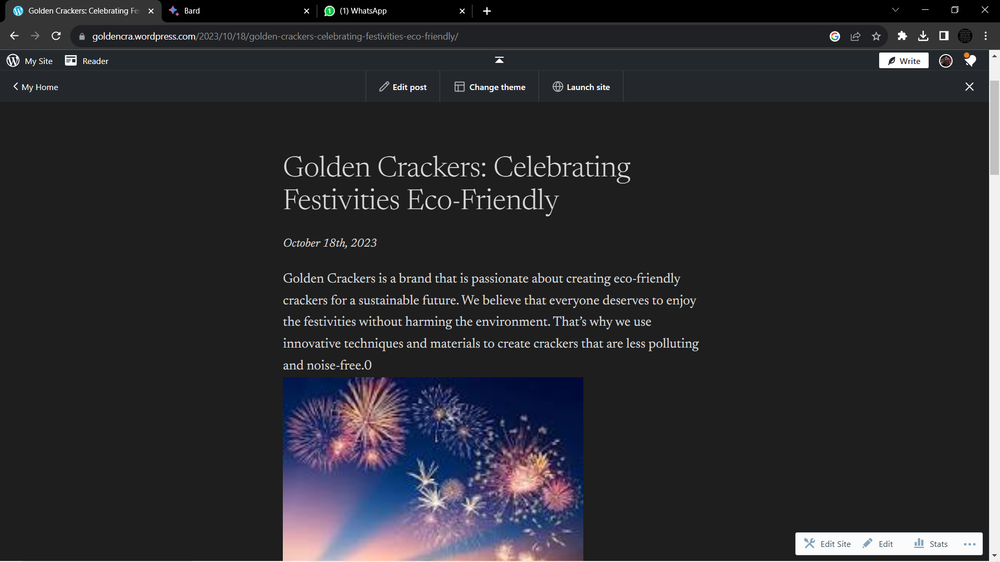 Golden Crackers: Celebrating Fe
Bard
(1) WhatsApp
goldencra.wordpress.com/2023/10/18/golden-crackers-celebrating-festivities-eco-friendly/
My Site
Reader
Write
My Home
Edit post
Change theme
Launch site
Golden Crackers: Celebrating
Festivities Eco-Friendly
October 18th, 2023
Golden Crackers is a brand that is passionate about creating eco-friendly
crackers for a sustainable future. We believe that everyone deserves to enjoy
the festivities without harming the environment. That’s why we use
innovative techniques and materials to create crackers that are less polluting
and noise-free.0
Edit Site
Edit
Stats